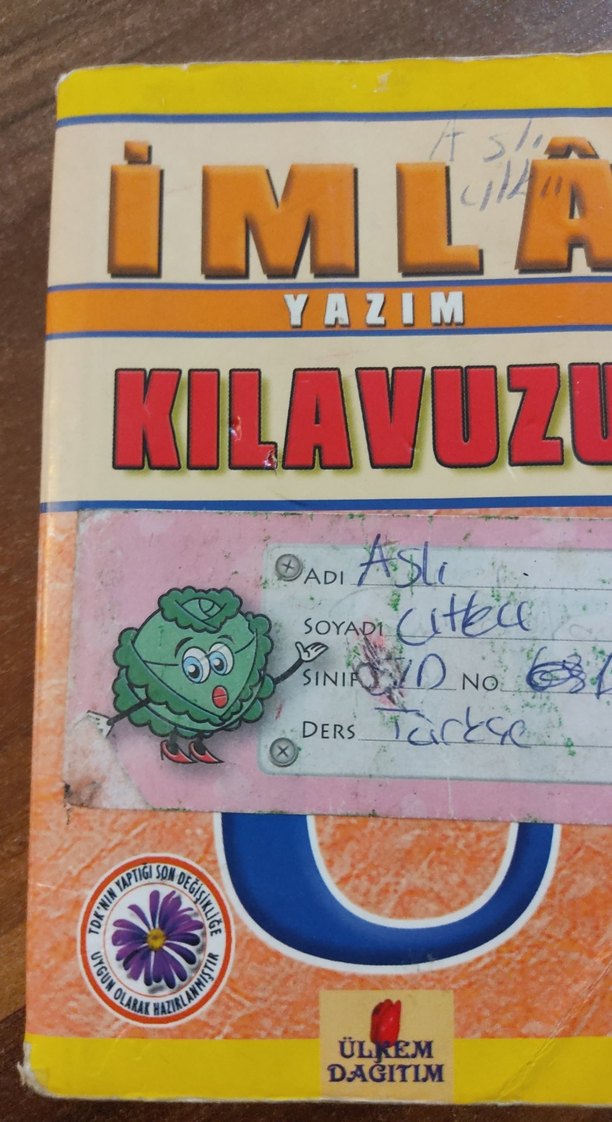 Aslı
İMLÂ
YAZIM
KILAVUZU
ADI Aslı
SOYADI
SINIF /D NO
DERS Türkçe
TDK'NIN YAPTIĞI SON DEĞİŞİKLİĞE
UYGUN OLARAK HAZIRLANMIŞTIR
ÜLKEM
DAĞITIM